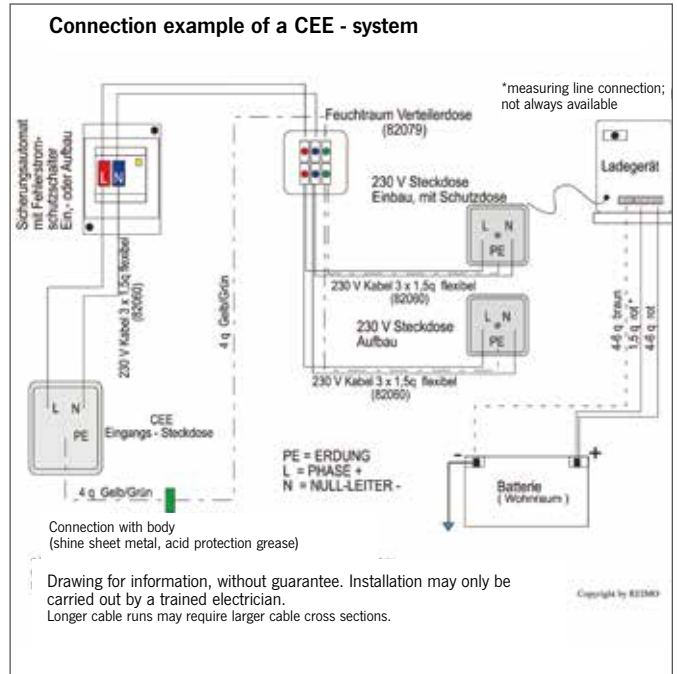 Connection example of a CEE - system
*measuring line connection;
not always available
Feuchtraum Verteilerdose
(82079)
Ladegerät
Sicherungsautomat
mit Fehlerstrom-
schutzschalter
Ein,- oder Aufbau
L N
230 V Steckdose
Einbau, mit Schutzdose
L N
PE
230 V Kabel 3 x 1,5q flexibel
(82060)
230 V Kabel 3 x 1,5q flexibel
(82060)
4 q Gelb/Grün
230 V Steckdose
Aufbau
L N
PE
230 V Kabel 3 x 1,5q flexibel
(82060)
4-6 q braun
1,5 q rot *
4-6 q rot
L N
PE
CEE
Eingangs - Steckdose
PE = ERDUNG
L = PHASE +
N = NULL-LEITER -
- +
Batterie
( Wohnraum )
4 q Gelb/Grün
Connection with body
(shine sheet metal, acid protection grease)
Drawing for information, without guarantee. Installation may only be
carried out by a trained electrician.
Longer cable runs may require larger cable cross sections.
Copyright by REIMO